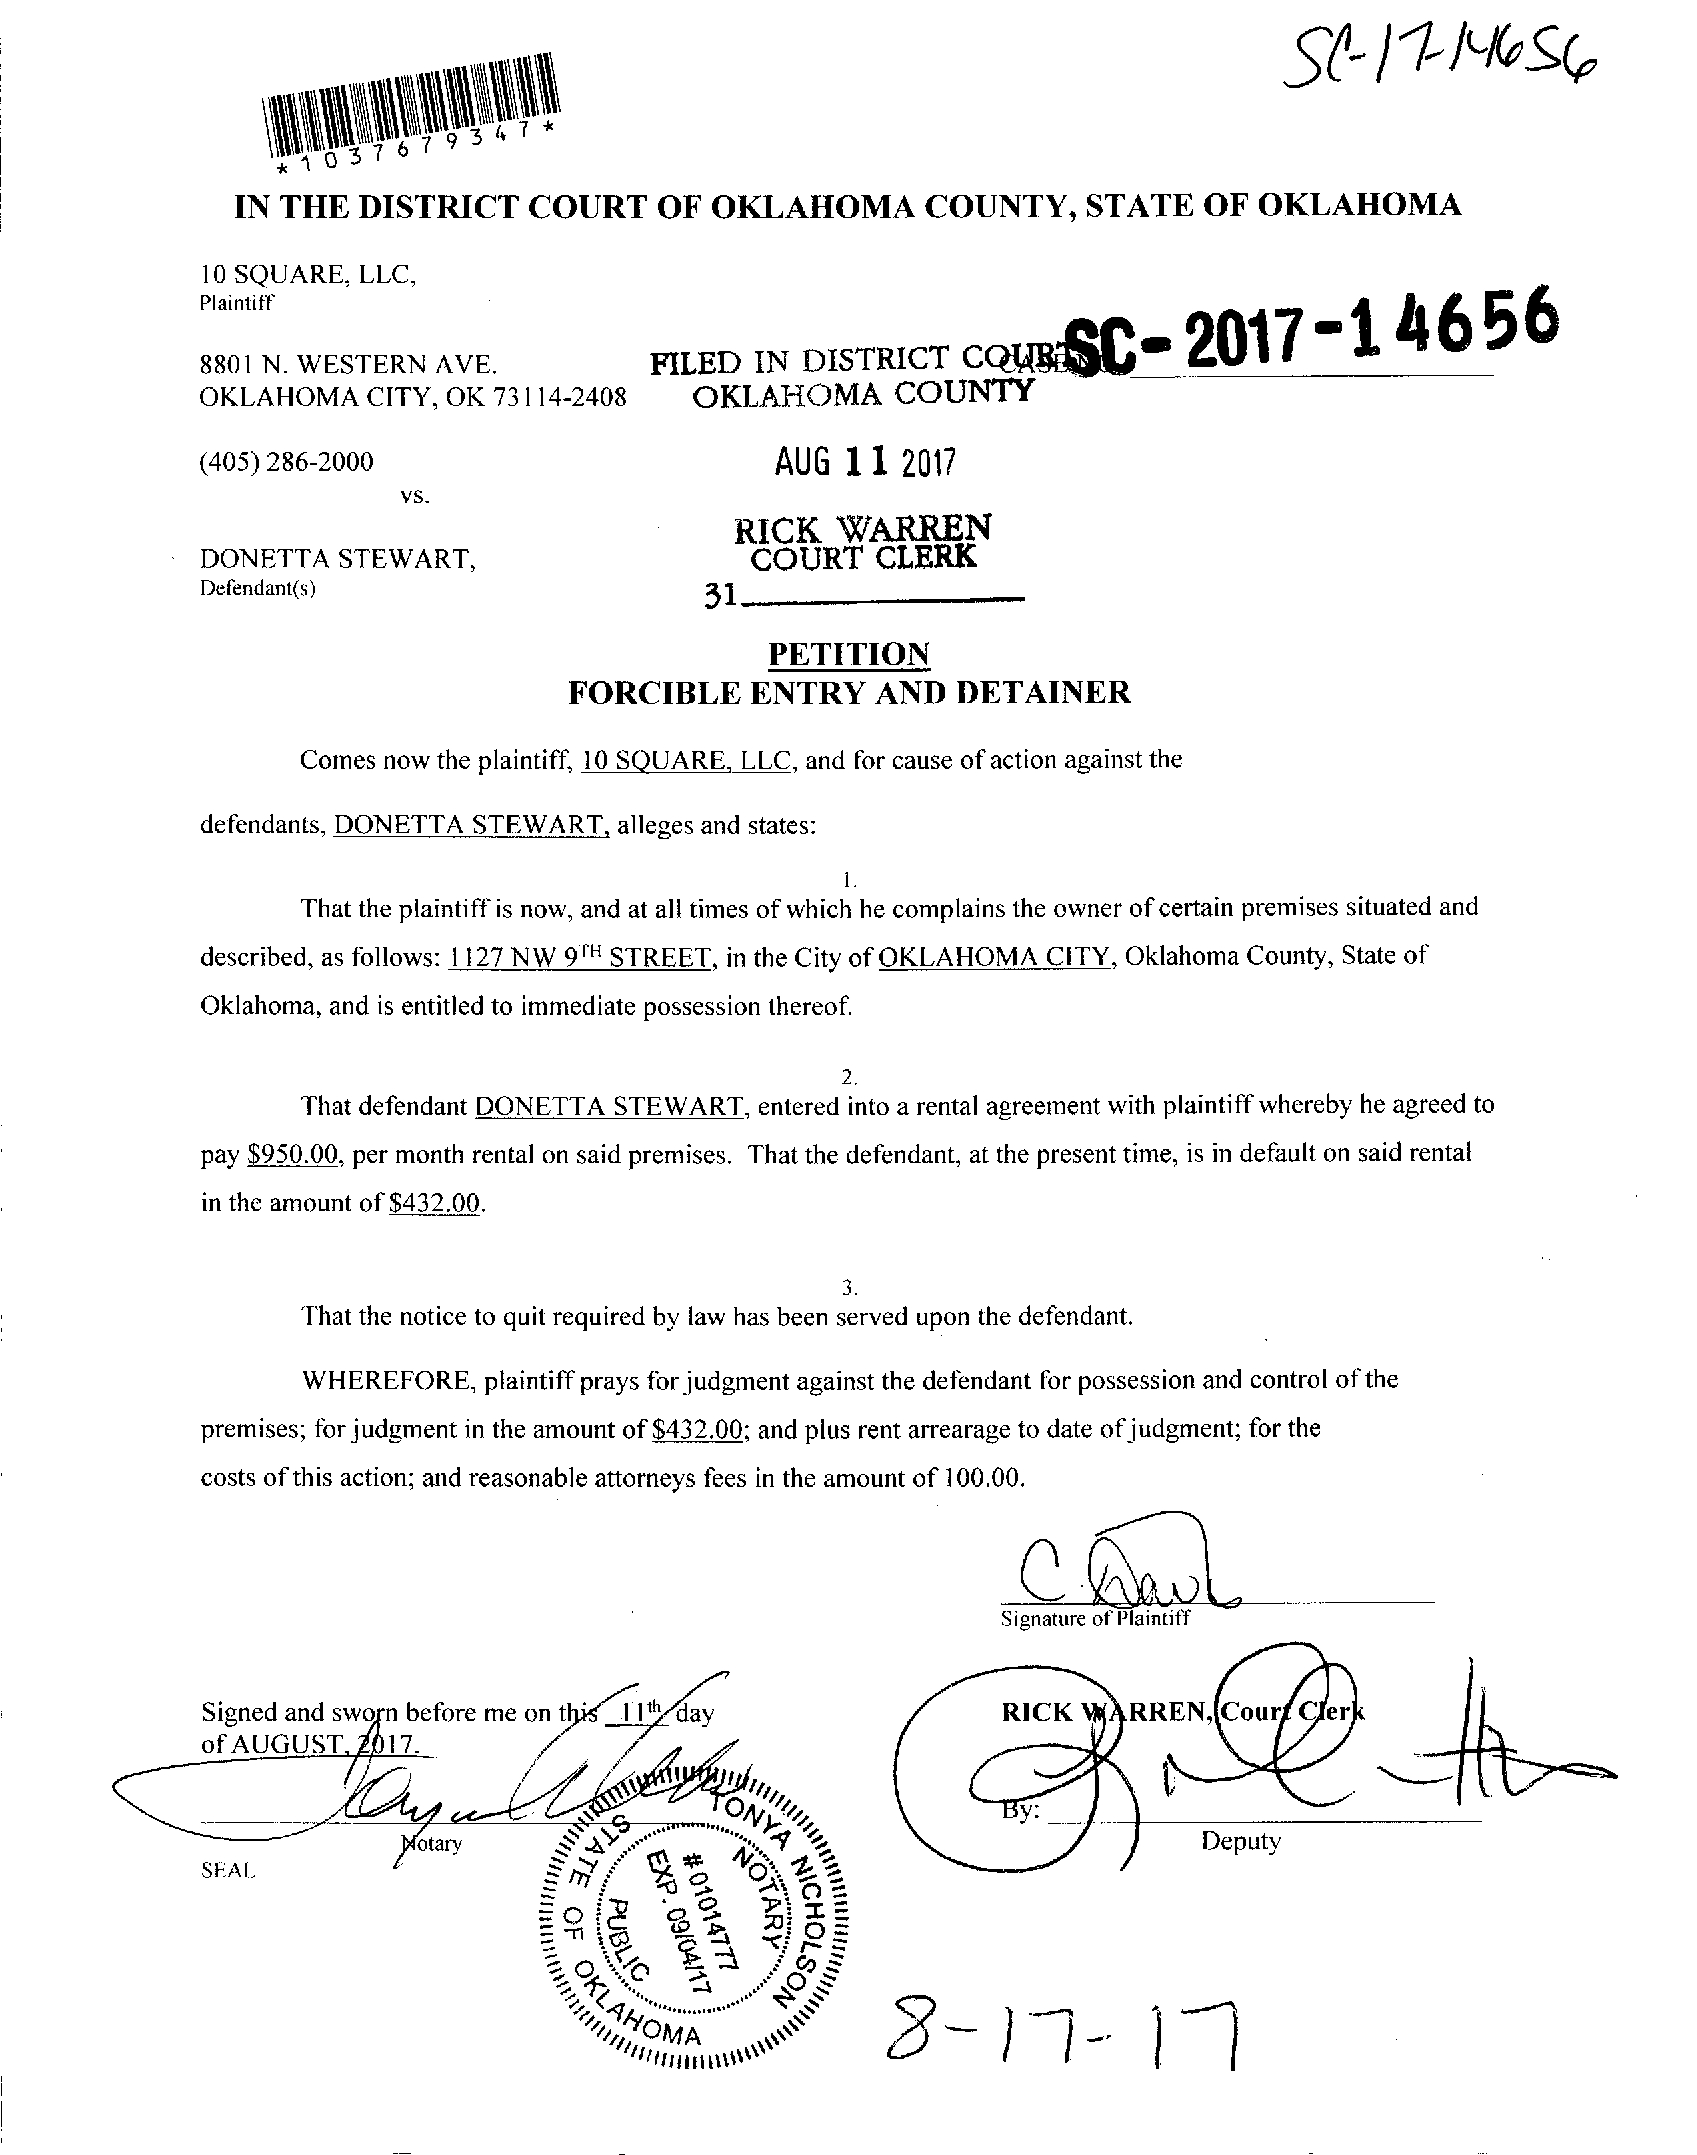 SC-17-14656
*1037679347*
IN THE DISTRICT COURT OF OKLAHOMA COUNTY, STATE OF OKLAHOMA
10 SQUARE, LLC,
Plaintiff
8801 N. WESTERN AVE.
OKLAHOMA CITY, OK 73114-2408
FILED IN DISTRICT COURT
OKLAHOMA COUNTY
SC-2017-14656
(405) 286-2000
AUG 11 2017
vs.
RICK WARREN
COURT CLERK
31
DONETTA STEWART,
Defendant(s)
PETITION
FORCIBLE ENTRY AND DETAINER
Comes now the plaintiff, 10 SQUARE, LLC, and for cause of action against the
defendants, DONETTA STEWART, alleges and states:
1.
That the plaintiff is now, and at all times of which he complains the owner of certain premises situated and
described, as follows: 1127 NW 9TH STREET, in the City of OKLAHOMA CITY, Oklahoma County, State of
Oklahoma, and is entitled to immediate possession thereof.
2.
That defendant DONETTA STEWART, entered into a rental agreement with plaintiff whereby he agreed to
pay $950.00, per month rental on said premises. That the defendant, at the present time, is in default on said rental
in the amount of $432.00.
3.
That the notice to quit required by law has been served upon the defendant.
WHEREFORE, plaintiff prays for judgment against the defendant for possession and control of the
premises; for judgment in the amount of $432.00; and plus rent arrearage to date of judgment; for the
costs of this action; and reasonable attorneys fees in the amount of 100.00.
Signature of Plaintiff
Signed and sworn before me on this 11th day
of AUGUST, 2017.
RICK WARREN, Court Clerk
By:
Deputy
Notary
SEAL
TONYA NICHOLSON
NOTARY
# 01014777
EXP. 09/04/17
PUBLIC
STATE OF OKLAHOMA
8-17-17